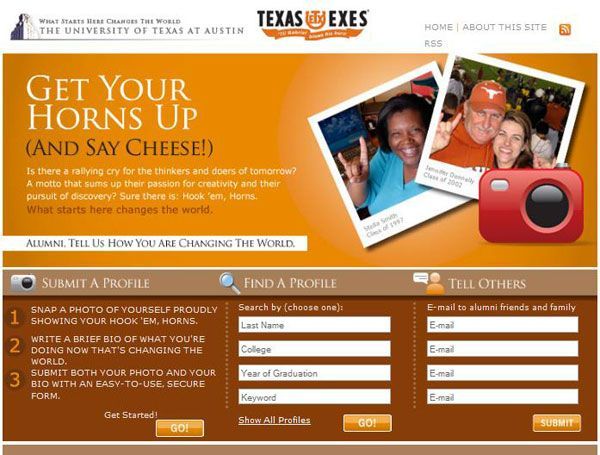 WHAT STARTS HERE CHANGES THE WORLD
THE UNIVERSITY OF TEXAS AT AUSTIN
TEXAS EXES
HOME | ABOUT THIS SITE
RSS
GET YOUR
HORNS UP
(AND SAY CHEESE!)
Is there a rallying cry for the thinkers and doers of tomorrow?
A motto that sums up their passion for creativity and their
pursuit of discovery? Sure there is: Hook 'em, Horns.
What starts here changes the world.
ALUMNI, TELL US HOW YOU ARE CHANGING THE WORLD.
Stella Smith
Class of 1997
Jennifer Donnelly
Class of 2002
SUBMIT A PROFILE
1 SNAP A PHOTO OF YOURSELF PROUDLY
SHOWING YOUR HOOK 'EM, HORNS.
2 WRITE A BRIEF BIO OF WHAT YOU'RE
DOING NOW THAT'S CHANGING THE
WORLD.
3 SUBMIT BOTH YOUR PHOTO AND YOUR
BIO WITH AN EASY-TO-USE, SECURE
FORM.
Get Started!
GO!
FIND A PROFILE
Search by (choose one):
Last Name
College
Year of Graduation
Keyword
Show All Profiles
GO!
TELL OTHERS
E-mail to alumni friends and family
E-mail
E-mail
E-mail
E-mail
SUBMIT